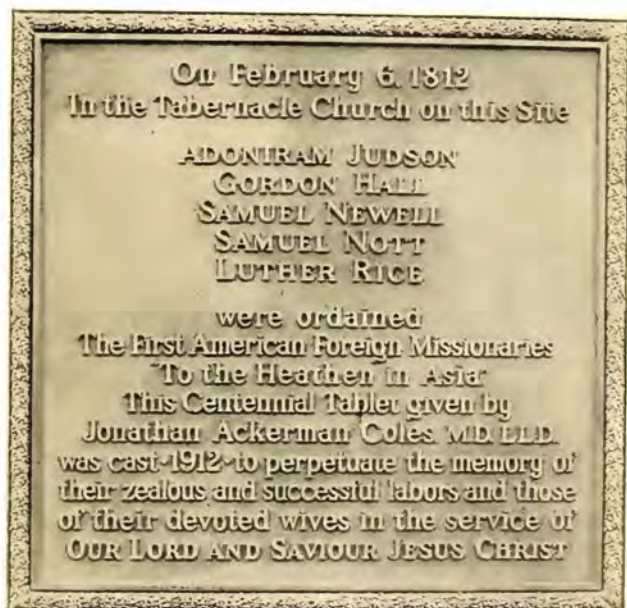 On February 6, 1812
In the Tabernacle Church on this Site
ADONIRAM JUDSON
GORDON HALL
SAMUEL NEWELL
SAMUEL NOTT
LUTHER RICE
were ordained
The First American Foreign Missionaries
"To the Heathen in Asia"
This Centennial Tablet given by
Jonathan Ackerman Coles, M.D. LL.D.
was cast-1912-to perpetuate the memory of
their zealous and successful labors and those
of their devoted wives in the service of
OUR LORD AND SAVIOUR JESUS CHRIST